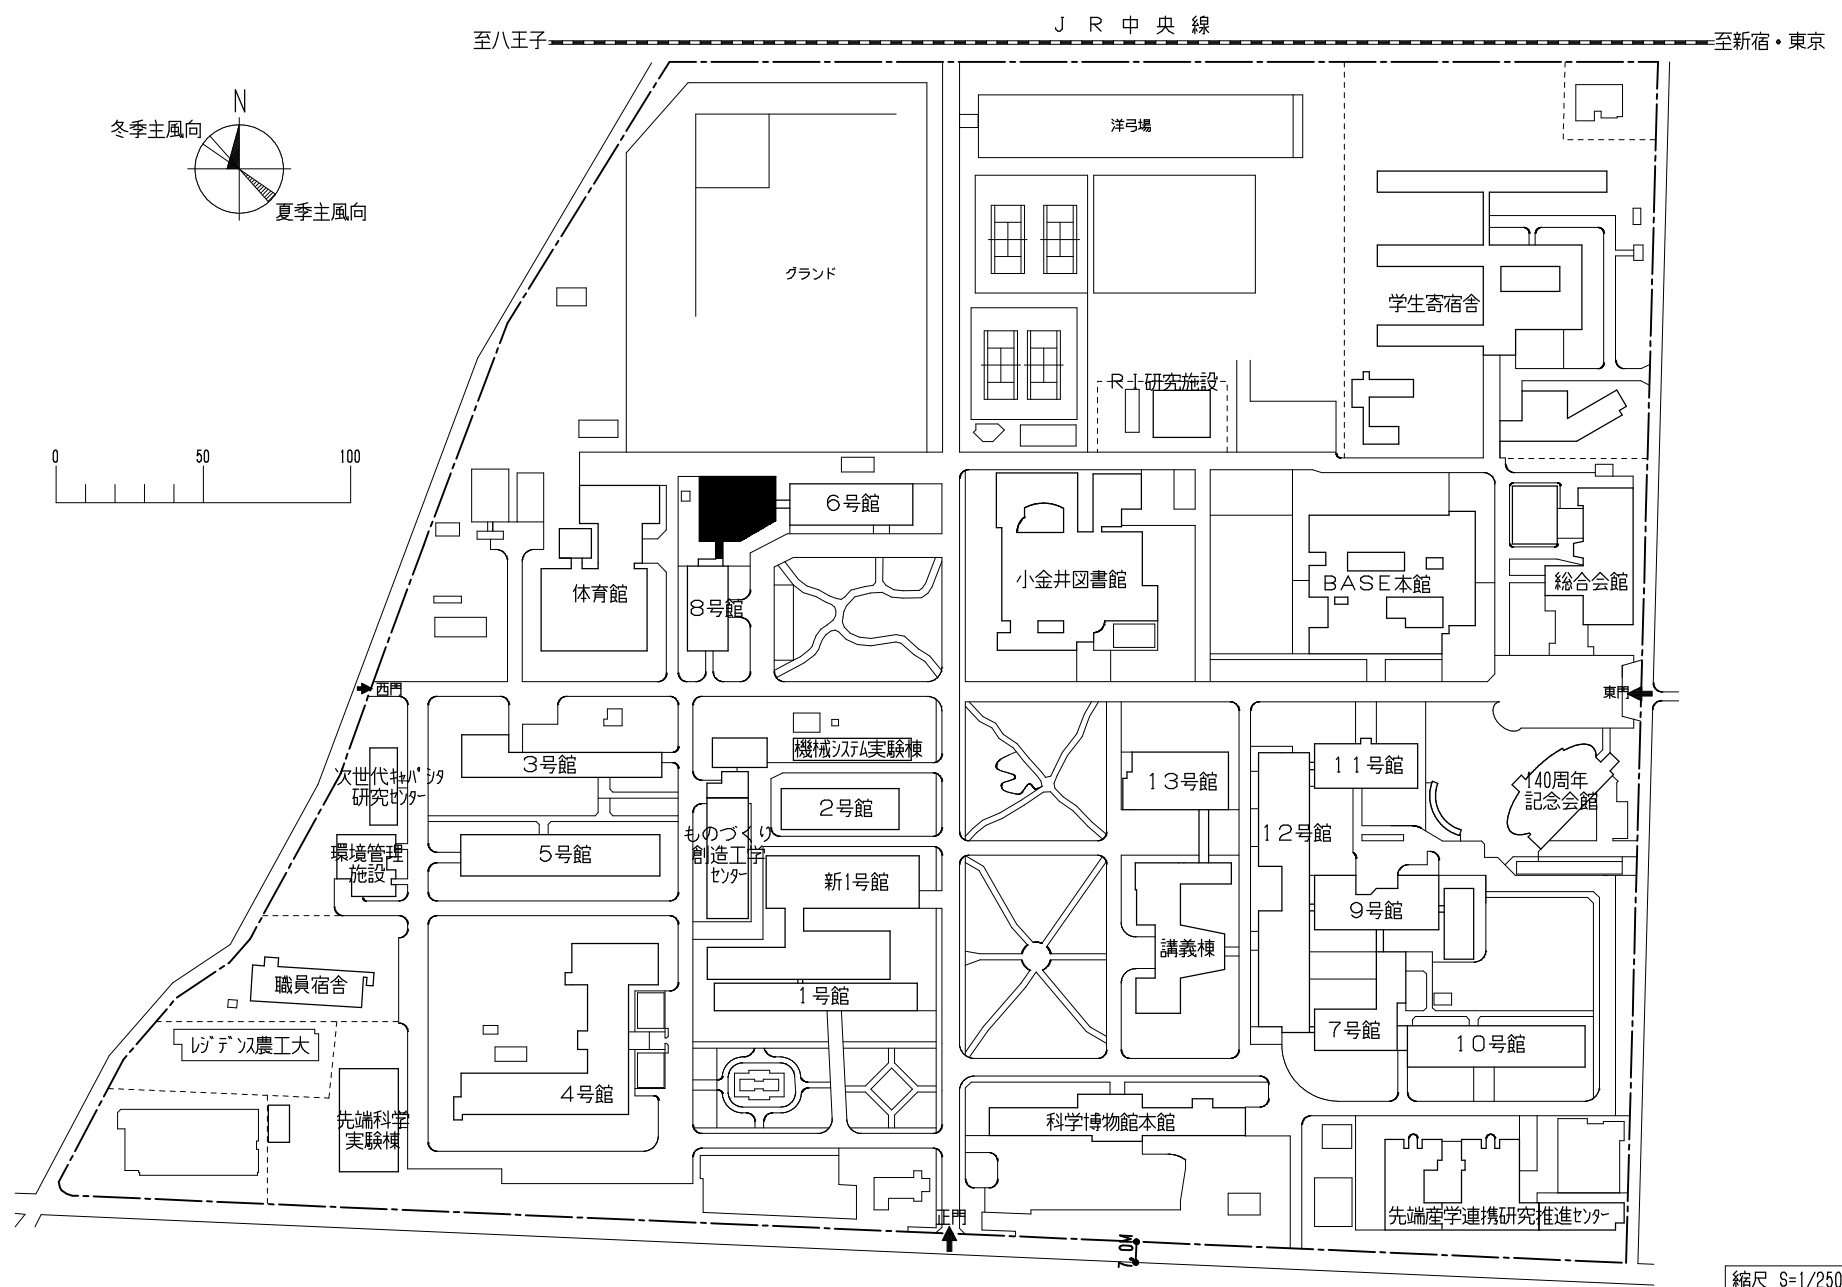 ＪＲ中央線
至八王子
至新宿・東京
N
冬季主風向
夏季主風向
洋弓場
グランド
学生寄宿舎
ＲＩ研究施設
0 50 100
６号館
体育館
８号館
小金井図書館
ＢＡＳＥ本館
総合会館
西門
東門
機械システム実験棟
３号館
次世代キャパシタ
研究センター
２号館
１３号館
１１号館
140周年
記念会館
１２号館
ものづくり
創造工学
センター
５号館
環境管理
施設
新1号館
９号館
講義棟
職員宿舎
１号館
７号館
１０号館
レジデンス農工大
４号館
先端科学
実験棟
科学博物館本館
先端産学連携研究推進センター
正門
7.0M
縮尺 S=1/250